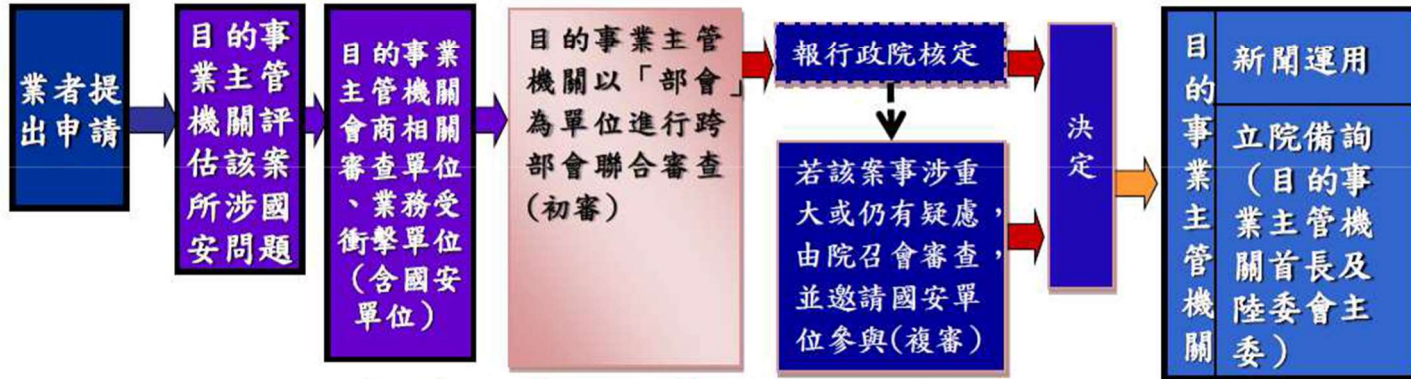 業者提
出申請
目的事
業主管
機關評
估該案
所涉國
安問題
目的事業
主管機關
會商相關
審查單位
、業務受
衝擊單位
（含國安
單位）
目的事業主管
機關以「部會」
為單位進行跨
部會聯合審查
(初審)
報行政院核定
若該案事涉重
大或仍有疑慮，
由院召會審查，
並邀請國安單
位參與(複審)
決
定
目
的
事
業
主
管
機
關
新聞運用
立院備詢
（目的事
業主管機
關首長及
陸委會主
委）